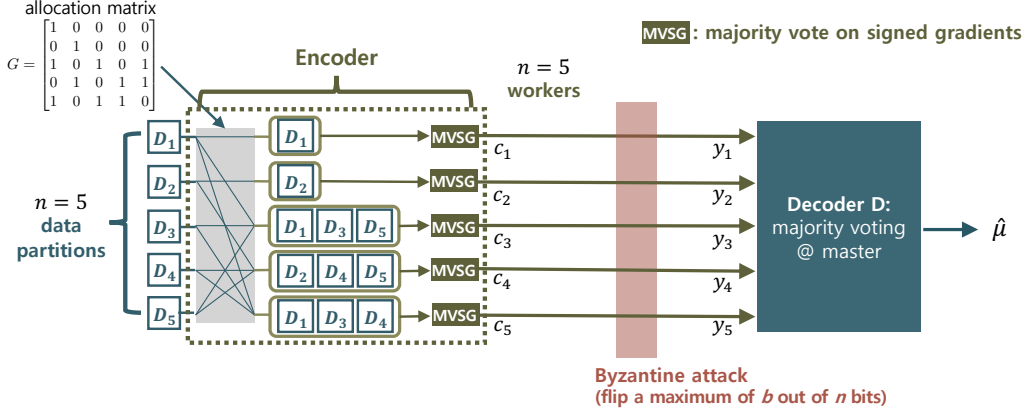 allocation matrix
G = [1 0 0 0 0
0 1 0 0 0
1 0 1 0 1
0 1 0 1 1
1 0 1 1 0]
MVSG : majority vote on signed gradients
Encoder
n = 5
workers
n = 5
data
partitions
D1 D1 MVSG c1 y1
D2 D2 MVSG c2 y2
D3 D1 D3 D5 MVSG c3 y3
D4 D2 D4 D5 MVSG c4 y4
D5 D1 D3 D4 MVSG c5 y5
Decoder D:
majority voting
@ master
μ̂
Byzantine attack
(flip a maximum of b out of n bits)